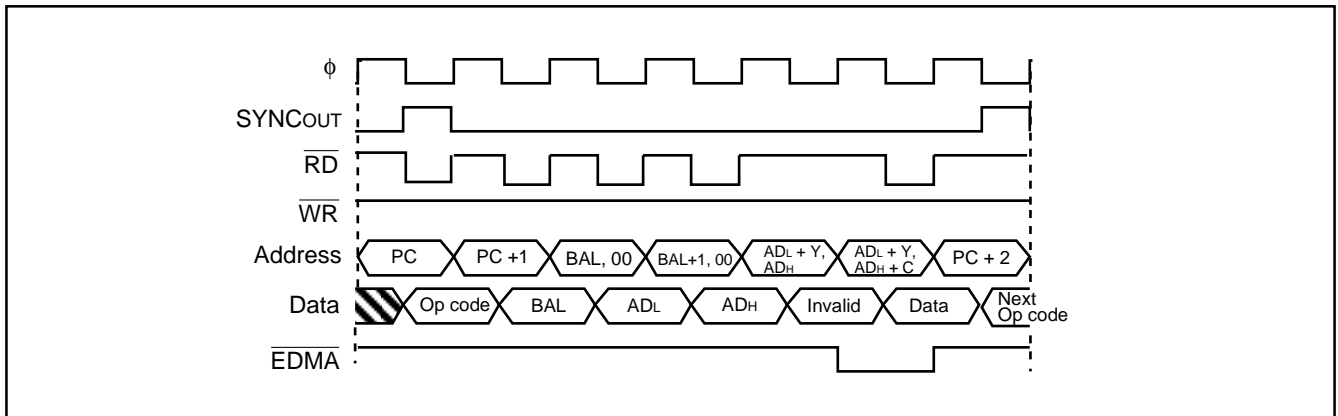 ϕ
SYNCOUT
RD
WR
Address PC PC +1 BAL, 00 BAL+1, 00 ADL + Y, ADH ADL + Y, ADH + C PC + 2
Data Op code BAL ADL ADH Invalid Data Next Op code
EDMA